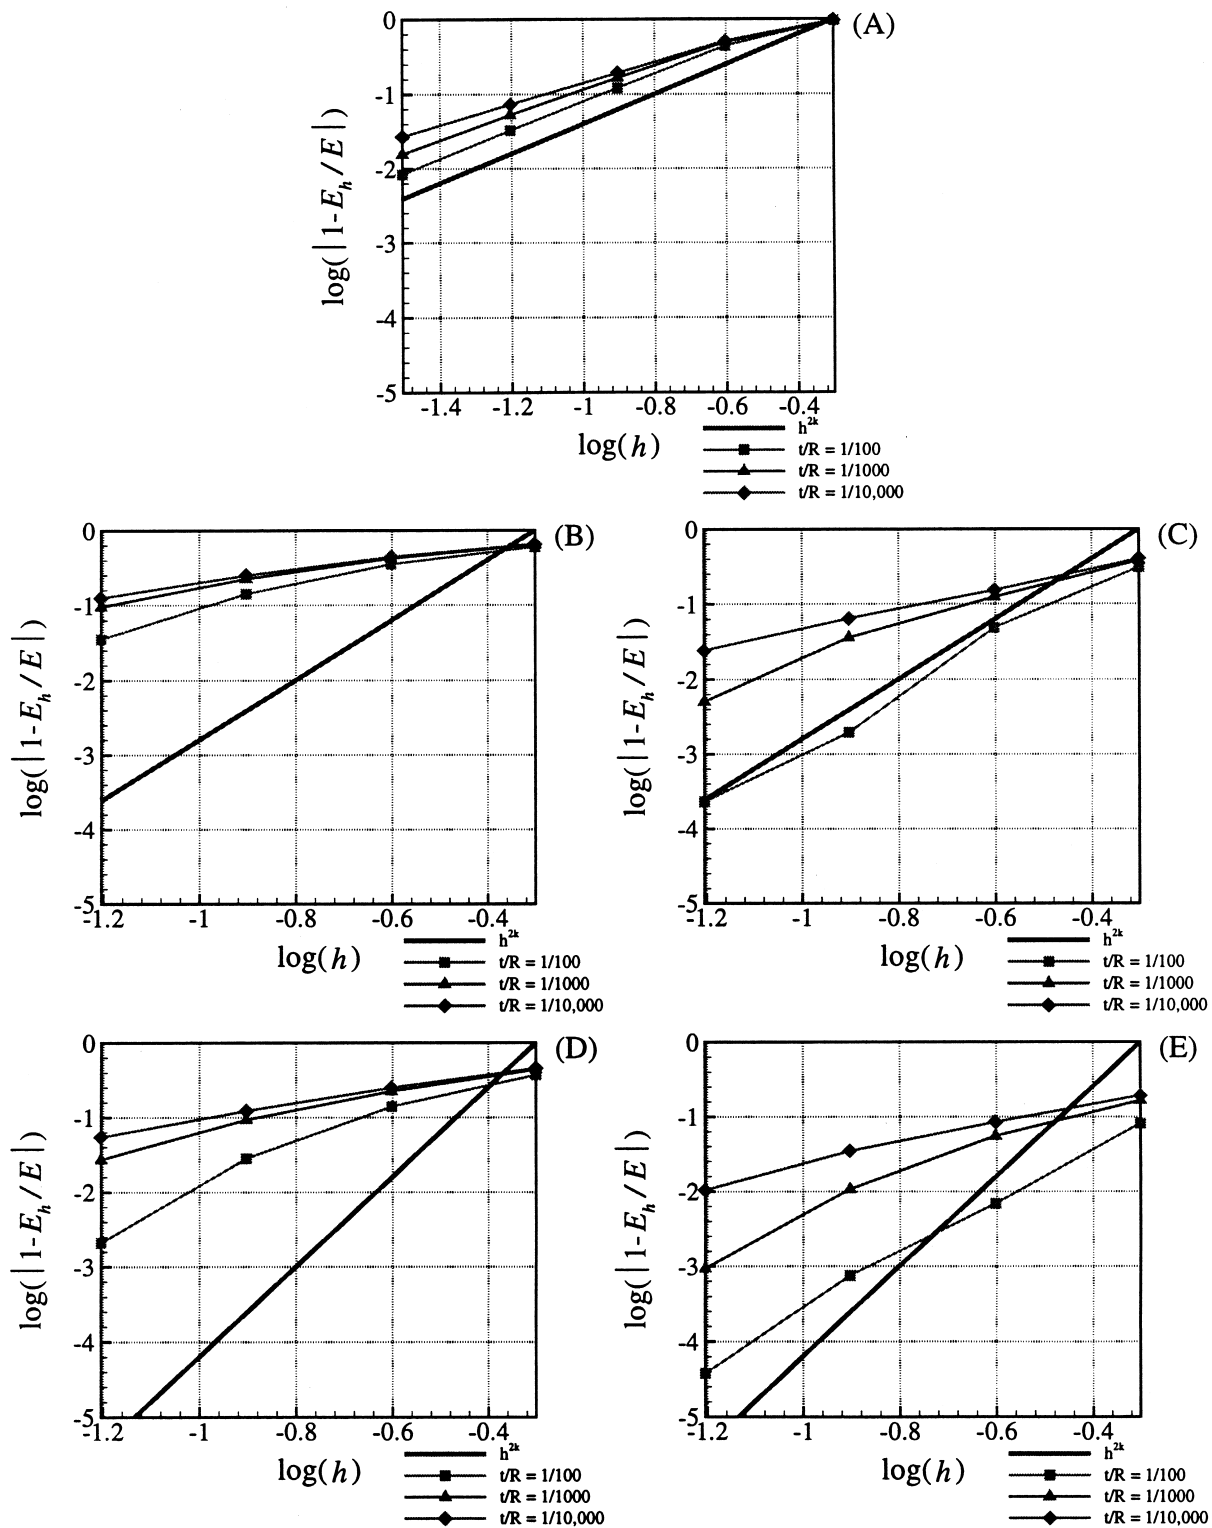 (A)
log(|1-E_h/E|)
0
-1
-2
-3
-4
-5
-1.4 -1.2 -1 -0.8 -0.6 -0.4
log(h)
h^{2k}
t/R = 1/100
t/R = 1/1000
t/R = 1/10,000
(B)
log(|1-E_h/E|)
0
-1
-2
-3
-4
-5
-1.2 -1 -0.8 -0.6 -0.4
log(h)
h^{2k}
t/R = 1/100
t/R = 1/1000
t/R = 1/10,000
(C)
log(|1-E_h/E|)
0
-1
-2
-3
-4
-5
-1.2 -1 -0.8 -0.6 -0.4
log(h)
h^{2k}
t/R = 1/100
t/R = 1/1000
t/R = 1/10,000
(D)
log(|1-E_h/E|)
0
-1
-2
-3
-4
-5
-1.2 -1 -0.8 -0.6 -0.4
log(h)
h^{2k}
t/R = 1/100
t/R = 1/1000
t/R = 1/10,000
(E)
log(|1-E_h/E|)
0
-1
-2
-3
-4
-5
-1.2 -1 -0.8 -0.6 -0.4
log(h)
h^{2k}
t/R = 1/100
t/R = 1/1000
t/R = 1/10,000